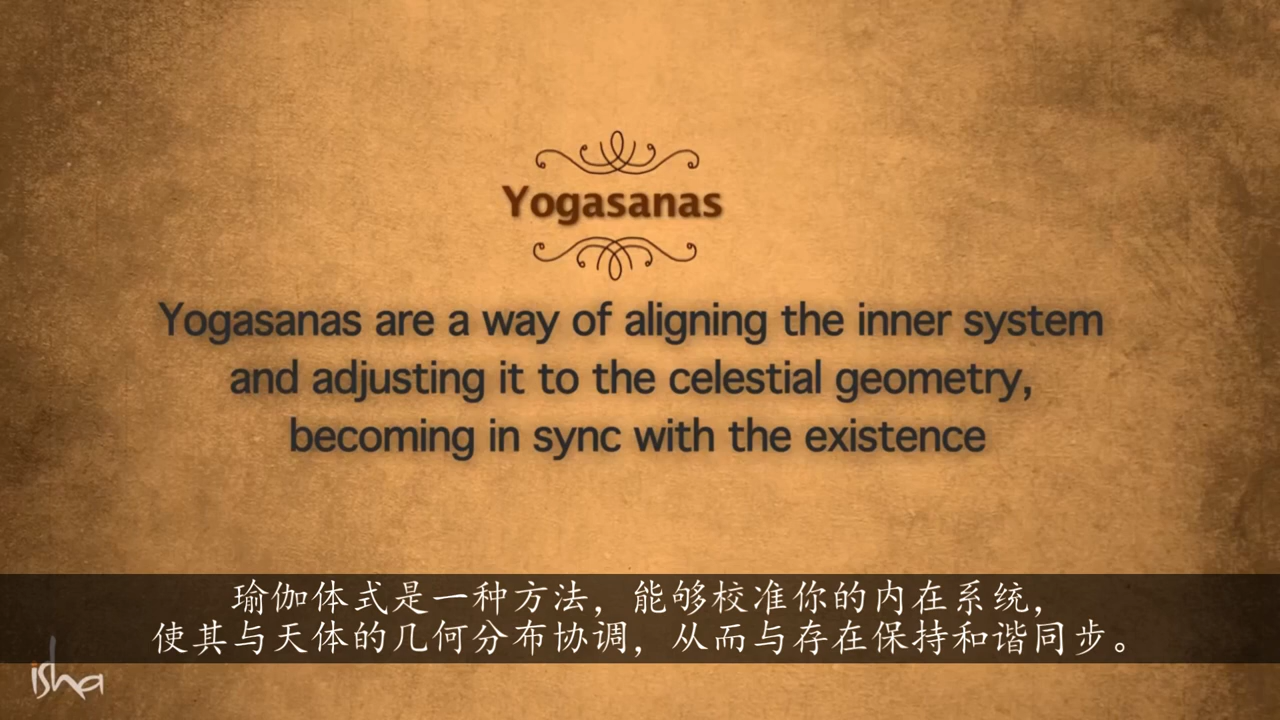 Yogasanas
Yogasanas are a way of aligning the inner system
and adjusting it to the celestial geometry,
becoming in sync with the existence
瑜伽体式是一种方法，能够校准你的内在系统，
使其与天体的几何分布协调，从而与存在保持和谐同步。
isha